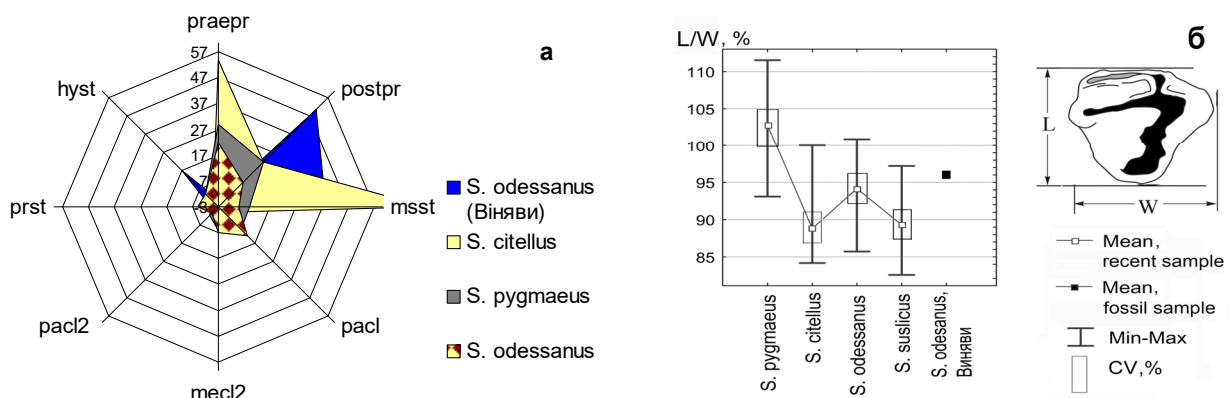 praepr
57
47
37
27
17
7
-3
postpr
msst
pacl
mecl2
pacl2
prst
hyst
а
S. odessanus
(Віняви)
S. citellus
S. pygmaeus
S. odessanus
L/W, %
110
105
100
95
90
85
S. pygmaeus
S. citellus
S. odessanus
S. suslicus
S. odesanus,
Виняви
б
L
W
Mean,
recent sample
Mean,
fossil sample
Min-Max
CV,%